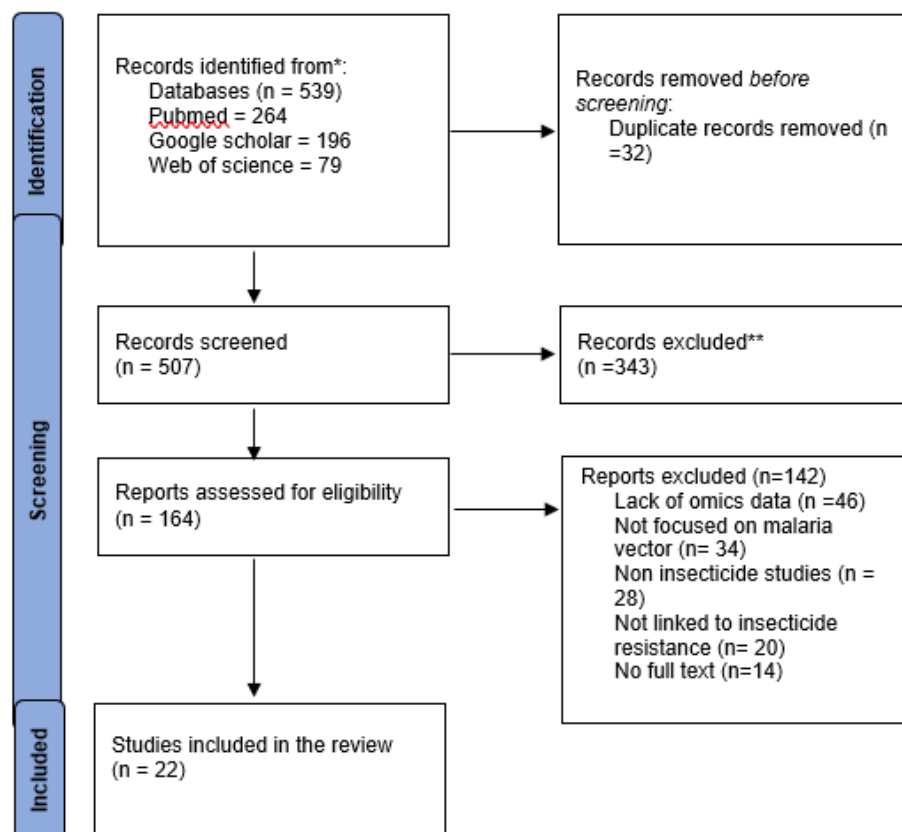 Identification
Records identified from*:
Databases (n = 539)
Pubmed = 264
Google scholar = 196
Web of science = 79
Records removed before
screening:
Duplicate records removed (n
=32)
Screening
Records screened
(n = 507)
Records excluded**
(n =343)
Reports assessed for eligibility
(n = 164)
Reports excluded (n=142)
Lack of omics data (n =46)
Not focused on malaria
vector (n= 34)
Non insecticide studies (n =
28)
Not linked to insecticide
resistance (n= 20)
No full text (n=14)
Included
Studies included in the review
(n = 22)